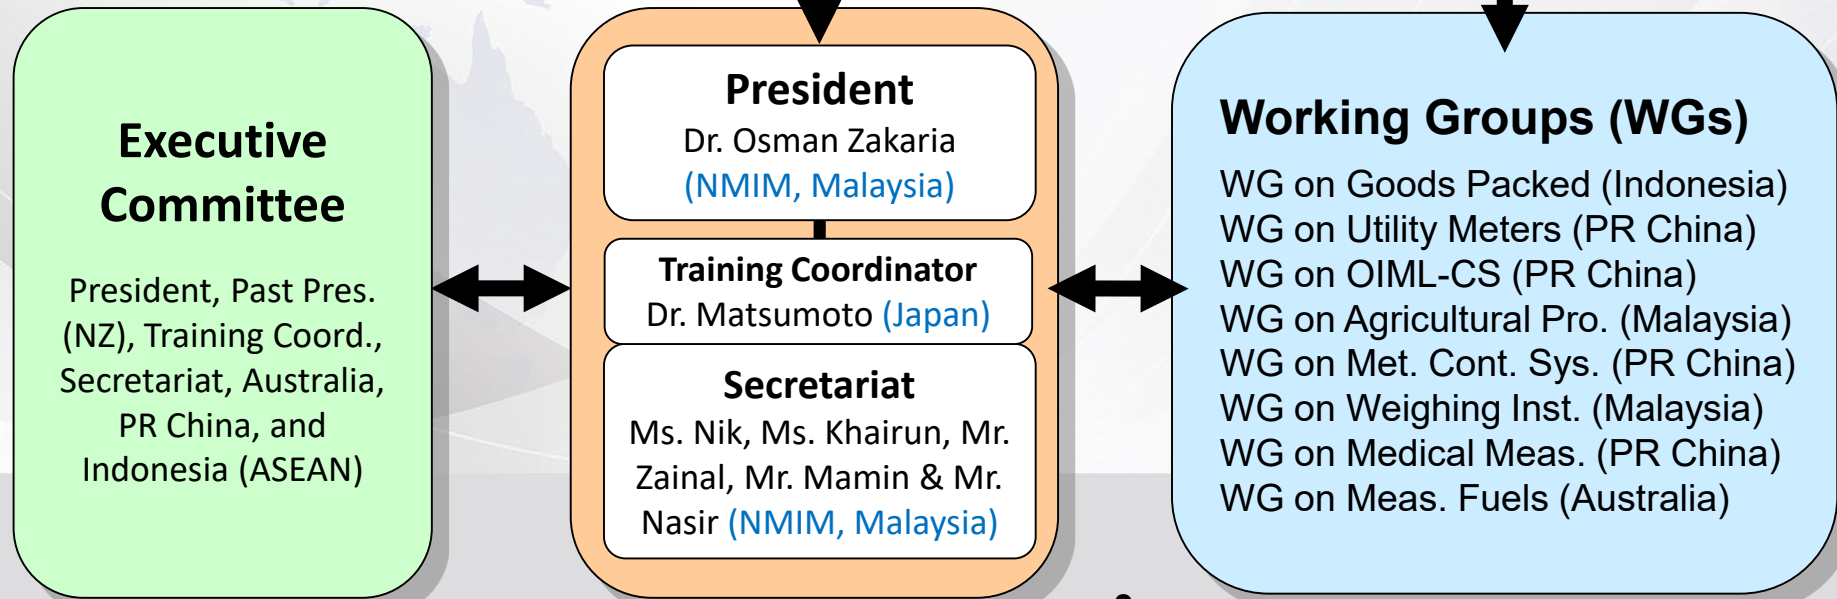 Executive
Committee
President, Past Pres.
(NZ), Training Coord.,
Secretariat, Australia,
PR China, and
Indonesia (ASEAN)
President
Dr. Osman Zakaria
(NMIM, Malaysia)
Training Coordinator
Dr. Matsumoto (Japan)
Secretariat
Ms. Nik, Ms. Khairun, Mr.
Zainal, Mr. Mamin & Mr.
Nasir (NMIM, Malaysia)
Working Groups (WGs)
WG on Goods Packed (Indonesia)
WG on Utility Meters (PR China)
WG on OIML-CS (PR China)
WG on Agricultural Pro. (Malaysia)
WG on Met. Cont. Sys. (PR China)
WG on Weighing Inst. (Malaysia)
WG on Medical Meas. (PR China)
WG on Meas. Fuels (Australia)